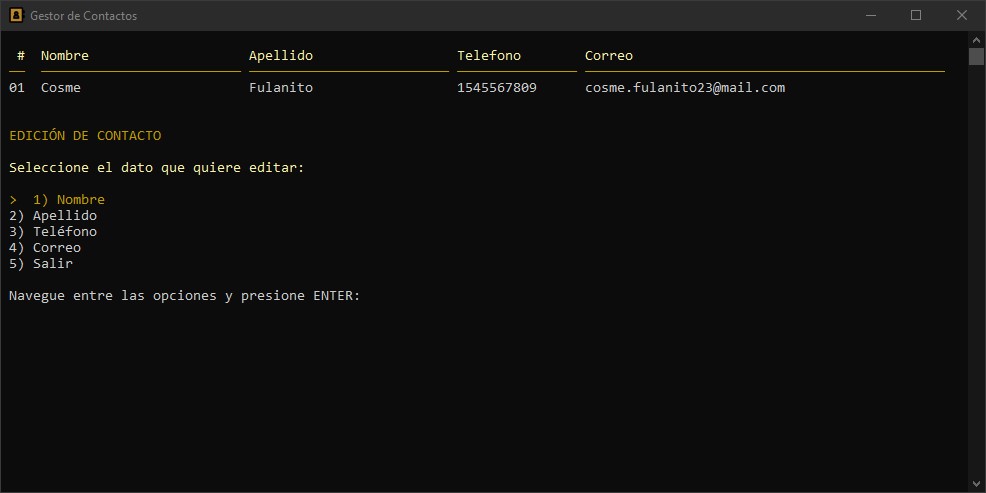 Gestor de Contactos
# Nombre Apellido Telefono Correo
01 Cosme Fulanito 1545567809 cosme.fulanito23@mail.com
EDICIÓN DE CONTACTO
Seleccione el dato que quiere editar:
> 1) Nombre
2) Apellido
3) Teléfono
4) Correo
5) Salir
Navegue entre las opciones y presione ENTER: